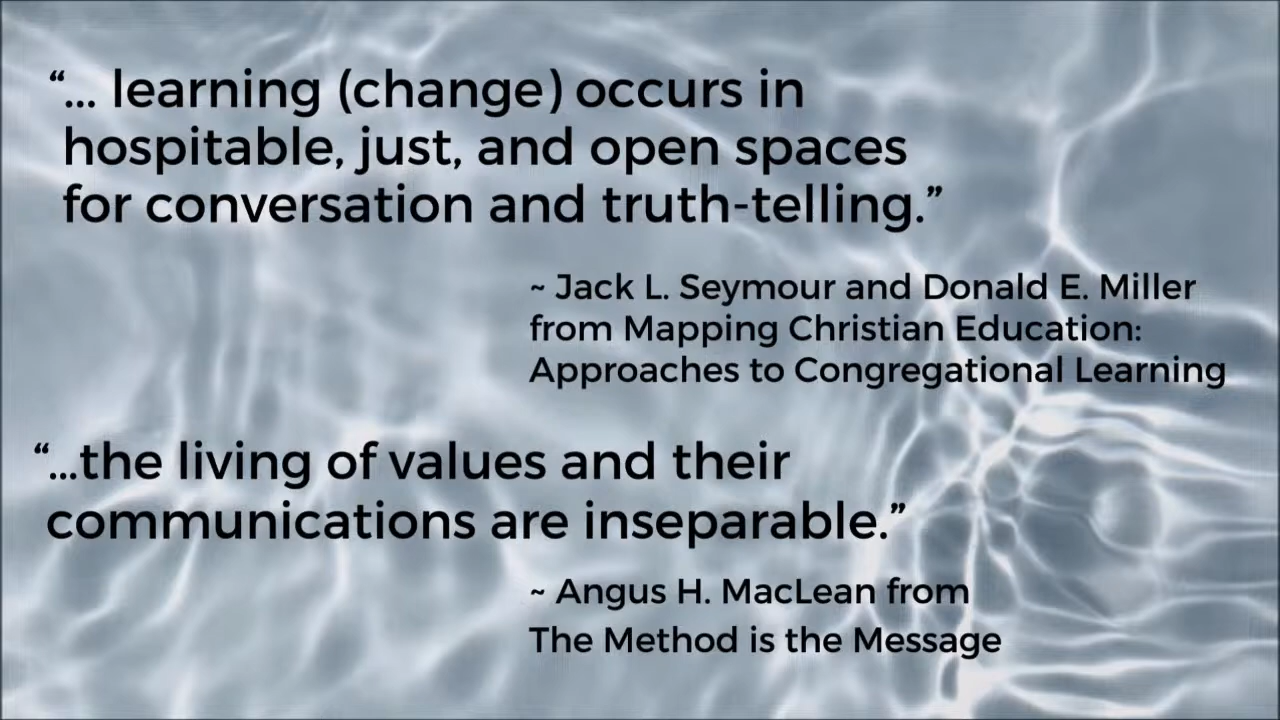 “... learning (change) occurs in
hospitable, just, and open spaces
for conversation and truth-telling.”
~ Jack L. Seymour and Donald E. Miller
from Mapping Christian Education:
Approaches to Congregational Learning
“...the living of values and their
communications are inseparable.”
~ Angus H. MacLean from
The Method is the Message